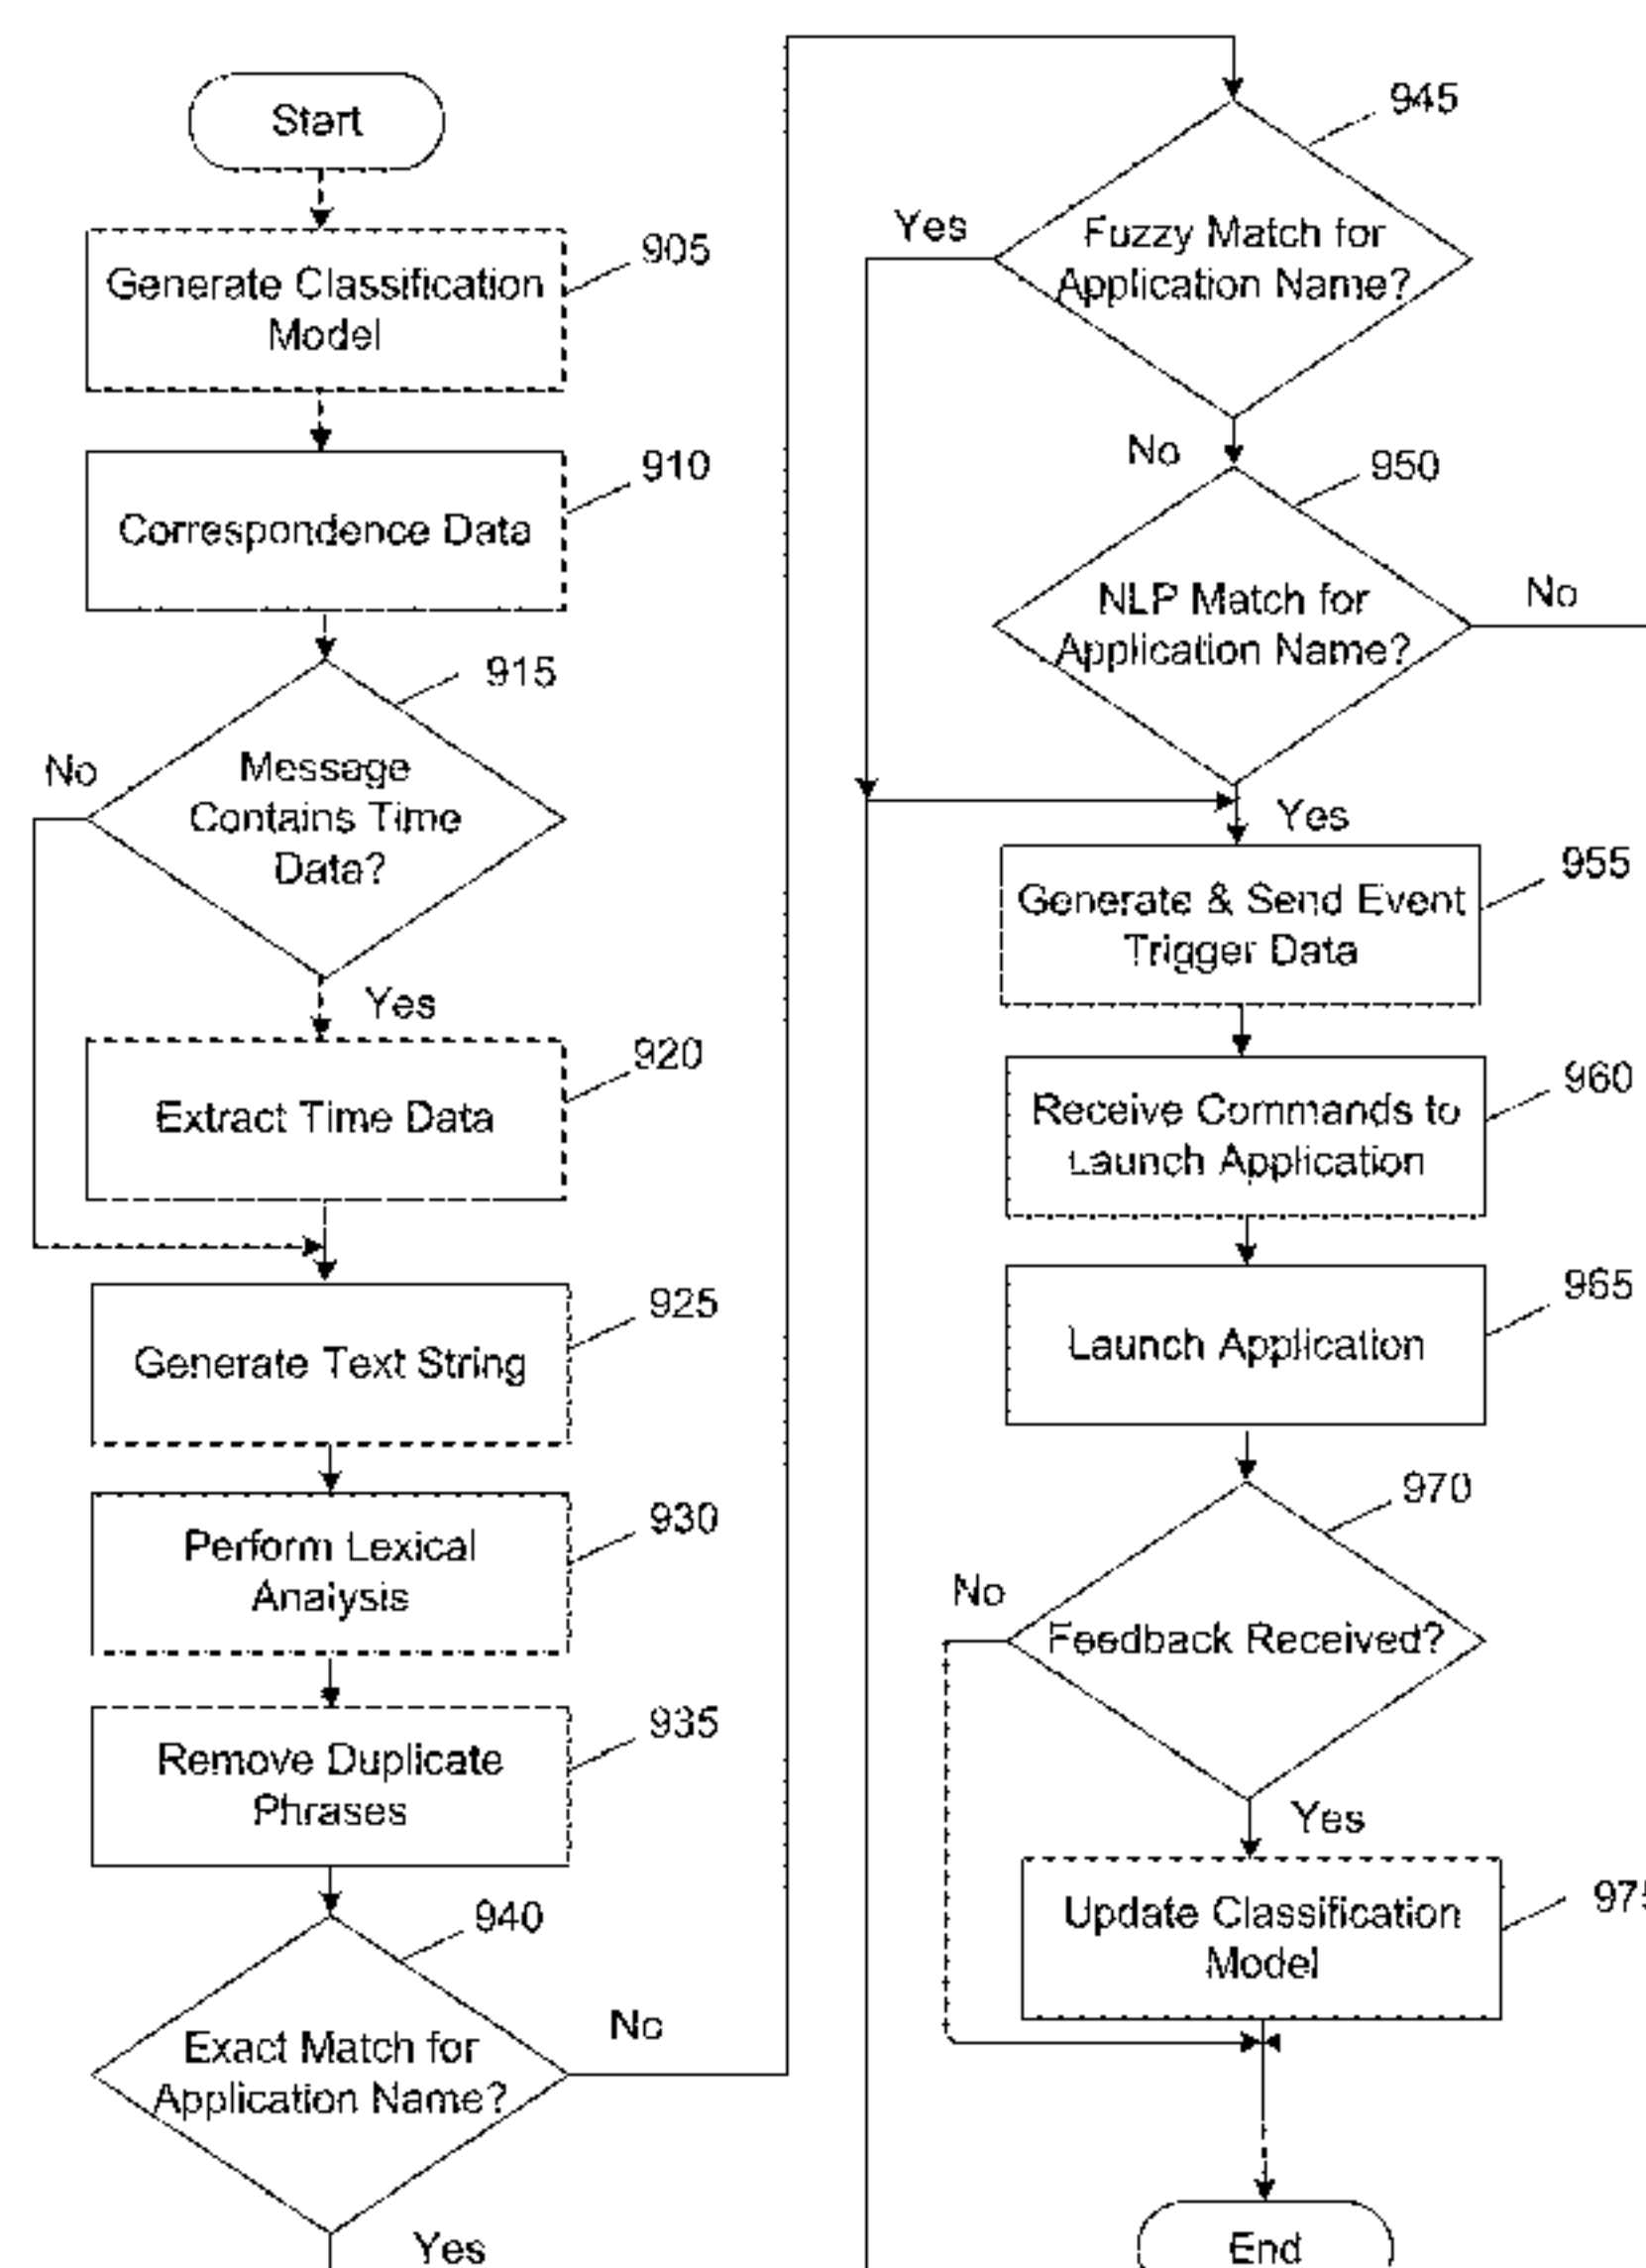 Start
905
Generate Classification
Model
910
Correspondence Data
915
No
Message
Contains Time
Data?
Yes
920
Extract Time Data
925
Generate Text String
930
Perform Lexical
Analysis
935
Remove Duplicate
Phrases
940
Exact Match for
Application Name?
No
Yes
945
Yes
Fuzzy Match for
Application Name?
No
950
NLP Match for
Application Name?
No
Yes
955
Generate & Send Event
Trigger Data
960
Receive Commands to
Launch Application
965
Launch Application
970
No
Feedback Received?
Yes
975
Update Classification
Model
End